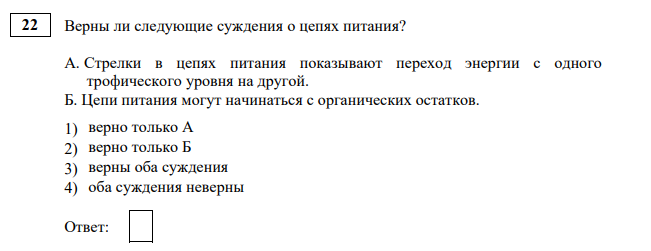 22 Верны ли следующие суждения о цепях питания?
А. Стрелки в цепях питания показывают переход энергии с одного
трофического уровня на другой.
Б. Цепи питания могут начинаться с органических остатков.
1) верно только А
2) верно только Б
3) верны оба суждения
4) оба суждения неверны
Ответ: